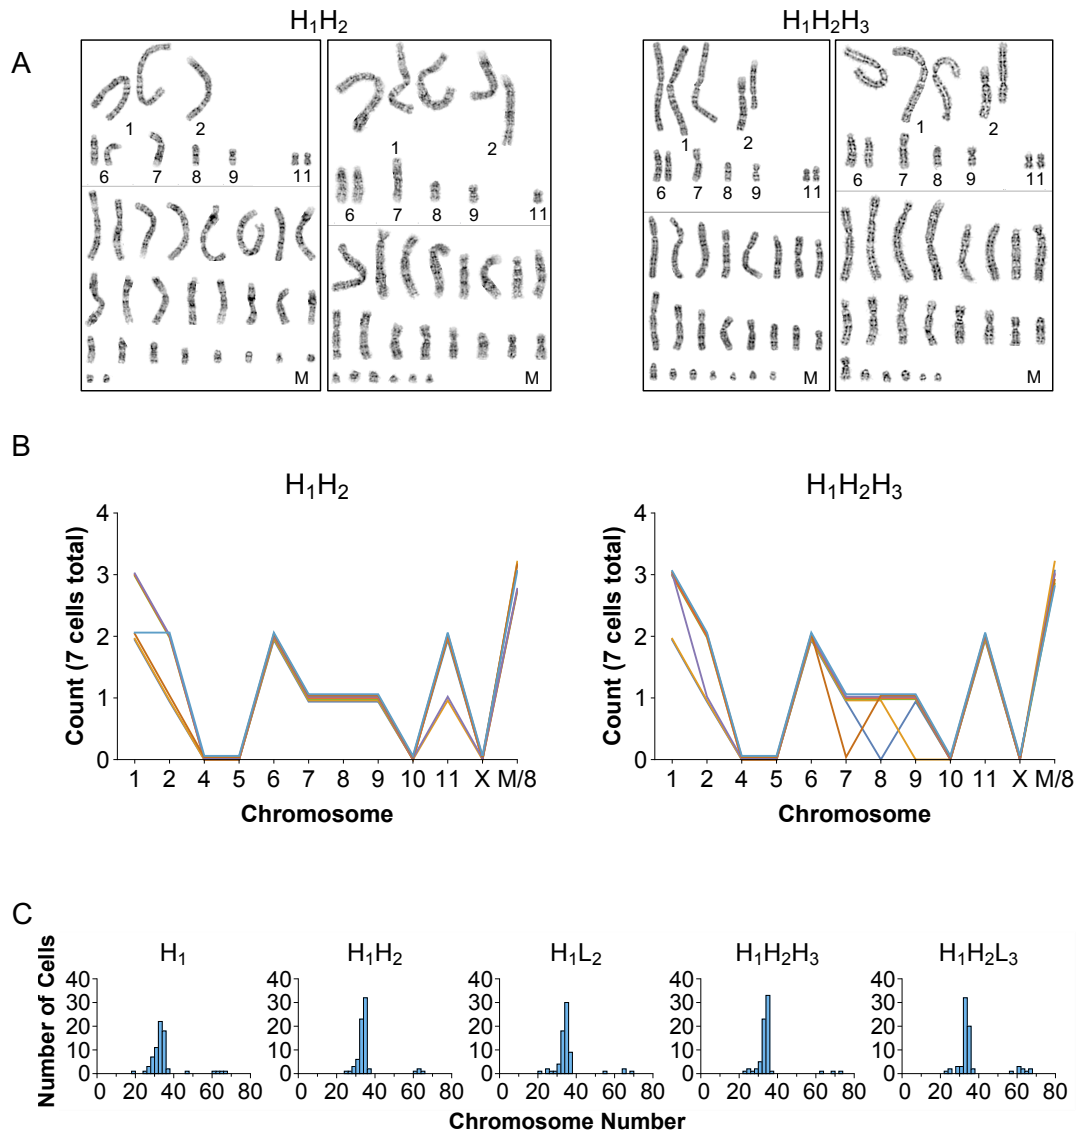 A
H1H2
H1H2H3
1 2
6 7 8 9 11
M
1 2
6 7 8 9 11
M
1 2
6 7 8 9 11
M
1 2
6 7 8 9 11
M
B
H1H2
Count (7 cells total)
4
3
2
1
0
1 2 4 5 6 7 8 9 10 11 X M/8
Chromosome
H1H2H3
Count (7 cells total)
4
3
2
1
0
1 2 4 5 6 7 8 9 10 11 X M/8
Chromosome
C
Number of Cells
H1
40
30
20
10
0
0 20 40 60 80
H1H2
40
30
20
10
0
0 20 40 60 80
H1L2
40
30
20
10
0
0 20 40 60 80
H1H2H3
40
30
20
10
0
0 20 40 60 80
H1H2L3
40
30
20
10
0
0 20 40 60 80
Chromosome Number